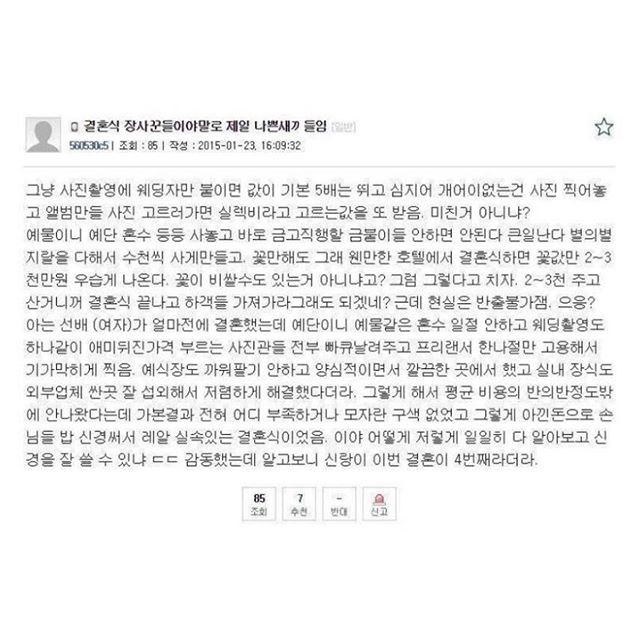 결혼식 장사꾼들이야말로 제일 나쁜새끼 들임 [일반]
560530c5 | 조회 : 85 | 작성 : 2015-01-23, 16:09:32
그냥 사진촬영에 웨딩자만 붙이면 값이 기본 5배는 뛰고 심지어 개어이없는건 사진 찍어놓
고 앨범만들 사진 고르러가면 실렉비라고 고르는값을 또 받음. 미친거 아니냐?
예물이니 예단 혼수 등등 사놓고 바로 금고직행할 금불이들 안하면 안된다 큰일난다 별의별
지랄을 다해서 수천씩 사게만들고. 꽃만해도 그래 웬만한 호텔에서 결혼식하면 꽃값만 2~3
천만원 우습게 나온다. 꽃이 비쌀수도 있는거 아니냐고? 그럼 그렇다고 치자. 2~3천 주고
산거니꺼 결혼식 끝나고 하객들 가져가라그래도 되겠네? 근데 현실은 반출불가잼. 으응?
아는 선배 (여자)가 얼마전에 결혼했는데 예단이니 예물같은 혼수 일절 안하고 웨딩촬영도
하나같이 애미뒤진가격 부르는 사진관들 전부 빠큐날려주고 프리랜서 한나절만 고용해서
기가막히게 찍음. 예식장도 까워팔기 안하고 양심적이면서 깔끔한 곳에서 했고 실내 장식도
외부업체 싼곳 잘 섭외해서 저렴하게 해결했다더라. 그렇게 해서 평균 비용의 반의반정도밖
에 안나왔다는데 가본결과 전혀 어디 부족하거나 모자란 구색 없었고 그렇게 아낀돈으로 손
님들 밥 신경써서 레알 실속있는 결혼식이었음. 이야 어떻게 저렇게 일일히 다 알아보고 신
경을 잘 쓸 수 있냐 ㄷㄷ 감동했는데 알고보니 신랑이 이번 결혼이 4번째라더라.
85 7 - 
조회 추천 반대 신고